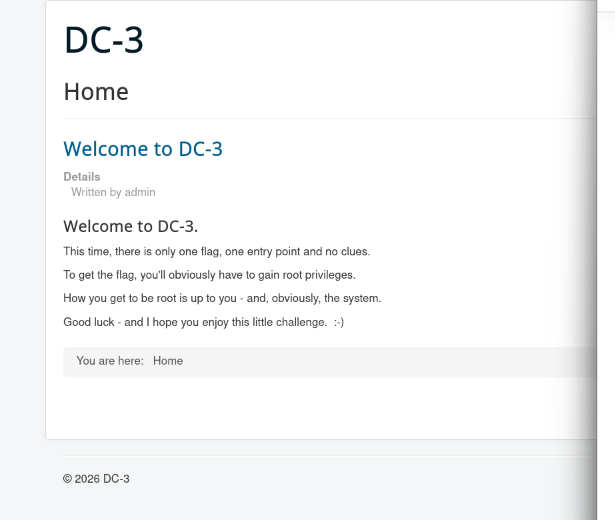 DC-3
Home
Welcome to DC-3
Details
Written by admin
Welcome to DC-3.
This time, there is only one flag, one entry point and no clues.
To get the flag, you'll obviously have to gain root privileges.
How you get to be root is up to you - and, obviously, the system.
Good luck - and I hope you enjoy this little challenge.  :-)
You are here:   Home
© 2026 DC-3